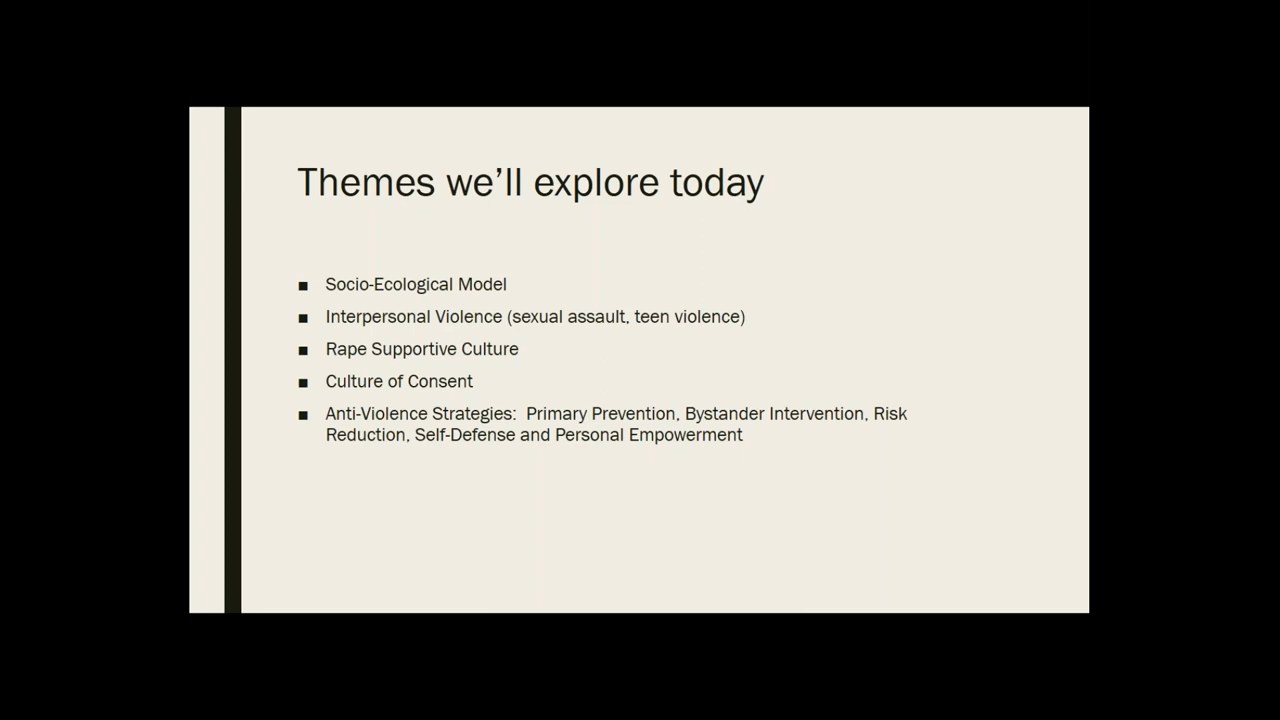 Themes we’ll explore today
■ Socio-Ecological Model
■ Interpersonal Violence (sexual assault, teen violence)
■ Rape Supportive Culture
■ Culture of Consent
■ Anti-Violence Strategies:  Primary Prevention, Bystander Intervention, Risk
Reduction, Self-Defense and Personal Empowerment